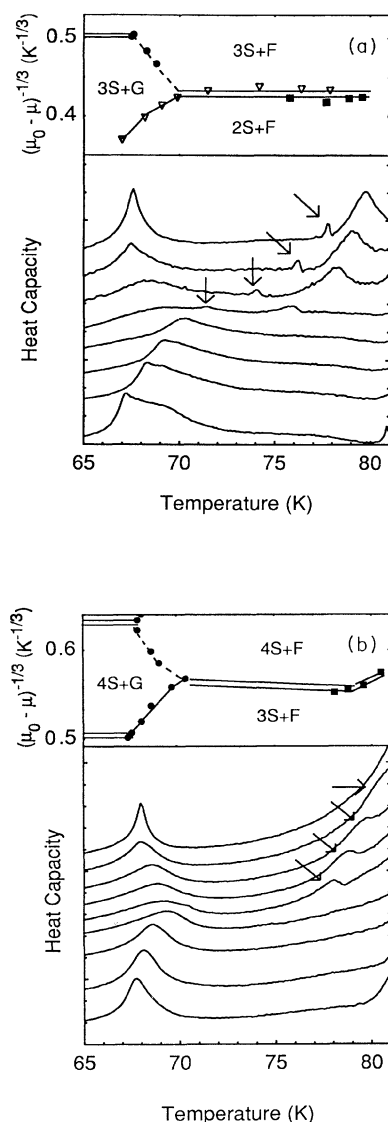 (μ₀ - μ)⁻¹/³ (K⁻¹/³)
0.5
0.4
3S+F
(a)
3S+G
2S+F
Heat Capacity
65 70 75 80
Temperature (K)
(μ₀ - μ)⁻¹/³ (K⁻¹/³)
0.6
0.5
4S+F
(b)
4S+G
3S+F
Heat Capacity
65 70 75 80
Temperature (K)